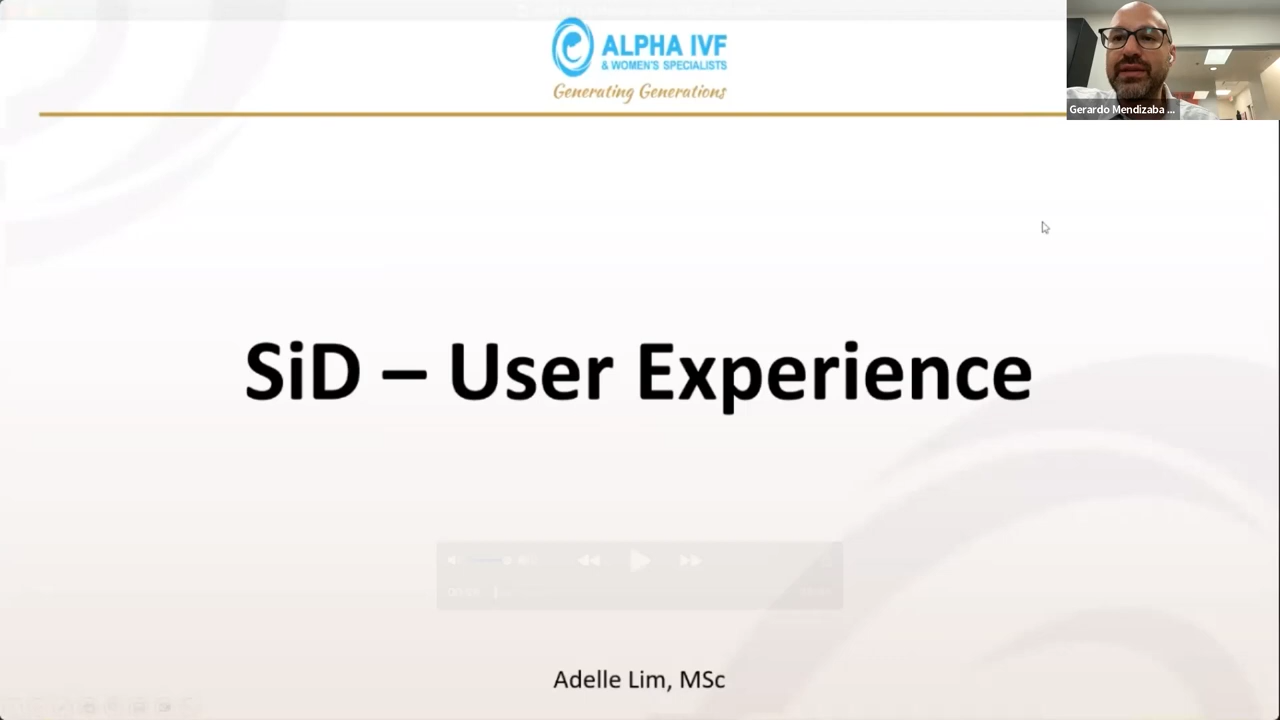 ALPHA IVF
& WOMEN'S SPECIALISTS
Generating Generations
Gerardo Mendizaba ...
SiD – User Experience
Adelle Lim, MSc